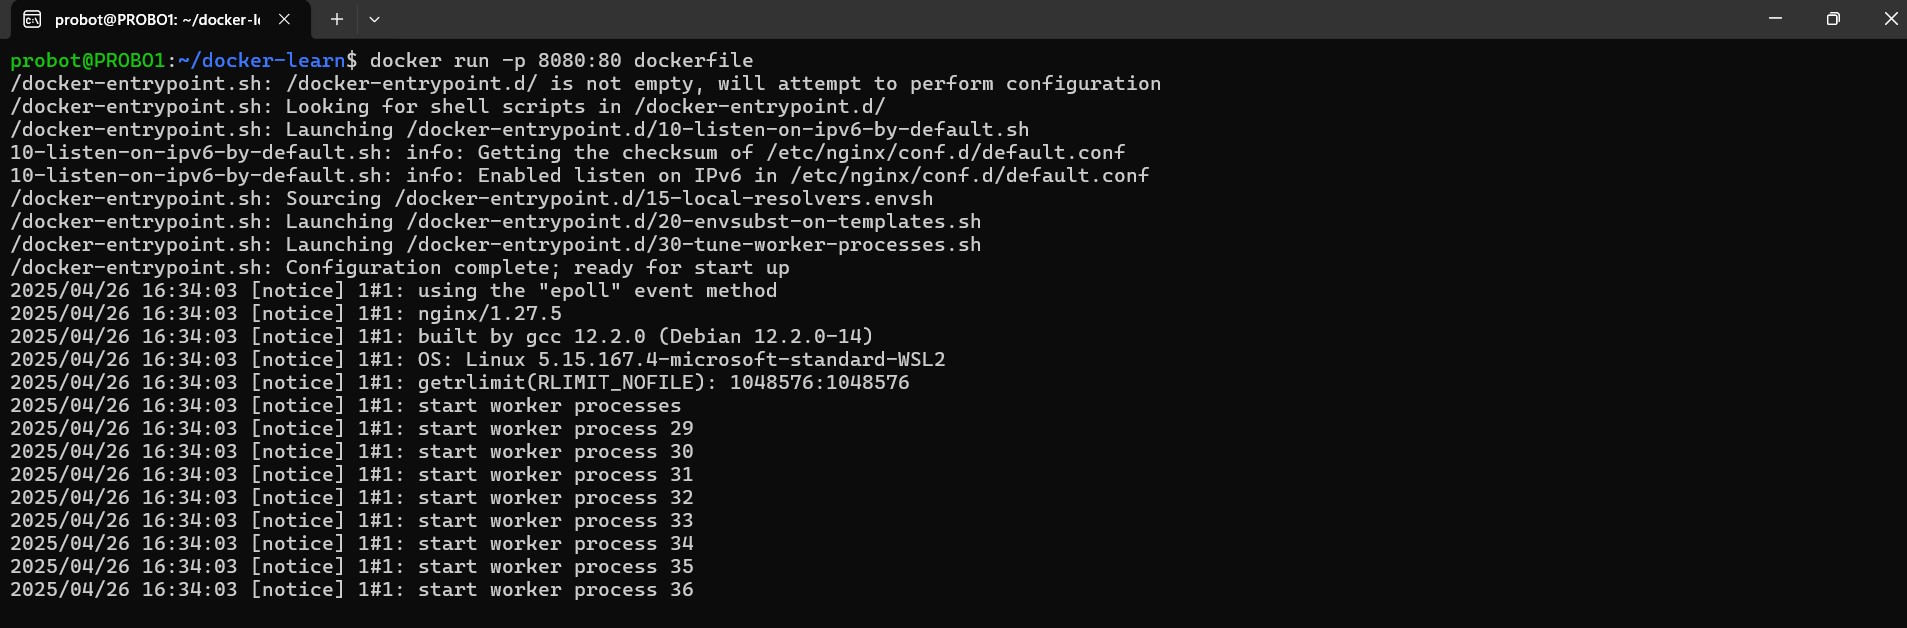 probot@PROBO1: ~/docker-l
probot@PROBO1:~/docker-learn$ docker run -p 8080:80 dockerfile
/docker-entrypoint.sh: /docker-entrypoint.d/ is not empty, will attempt to perform configuration
/docker-entrypoint.sh: Looking for shell scripts in /docker-entrypoint.d/
/docker-entrypoint.sh: Launching /docker-entrypoint.d/10-listen-on-ipv6-by-default.sh
10-listen-on-ipv6-by-default.sh: info: Getting the checksum of /etc/nginx/conf.d/default.conf
10-listen-on-ipv6-by-default.sh: info: Enabled listen on IPv6 in /etc/nginx/conf.d/default.conf
/docker-entrypoint.sh: Sourcing /docker-entrypoint.d/15-local-resolvers.envsh
/docker-entrypoint.sh: Launching /docker-entrypoint.d/20-envsubst-on-templates.sh
/docker-entrypoint.sh: Launching /docker-entrypoint.d/30-tune-worker-processes.sh
/docker-entrypoint.sh: Configuration complete; ready for start up
2025/04/26 16:34:03 [notice] 1#1: using the "epoll" event method
2025/04/26 16:34:03 [notice] 1#1: nginx/1.27.5
2025/04/26 16:34:03 [notice] 1#1: built by gcc 12.2.0 (Debian 12.2.0-14)
2025/04/26 16:34:03 [notice] 1#1: OS: Linux 5.15.167.4-microsoft-standard-WSL2
2025/04/26 16:34:03 [notice] 1#1: getrlimit(RLIMIT_NOFILE): 1048576:1048576
2025/04/26 16:34:03 [notice] 1#1: start worker processes
2025/04/26 16:34:03 [notice] 1#1: start worker process 29
2025/04/26 16:34:03 [notice] 1#1: start worker process 30
2025/04/26 16:34:03 [notice] 1#1: start worker process 31
2025/04/26 16:34:03 [notice] 1#1: start worker process 32
2025/04/26 16:34:03 [notice] 1#1: start worker process 33
2025/04/26 16:34:03 [notice] 1#1: start worker process 34
2025/04/26 16:34:03 [notice] 1#1: start worker process 35
2025/04/26 16:34:03 [notice] 1#1: start worker process 36